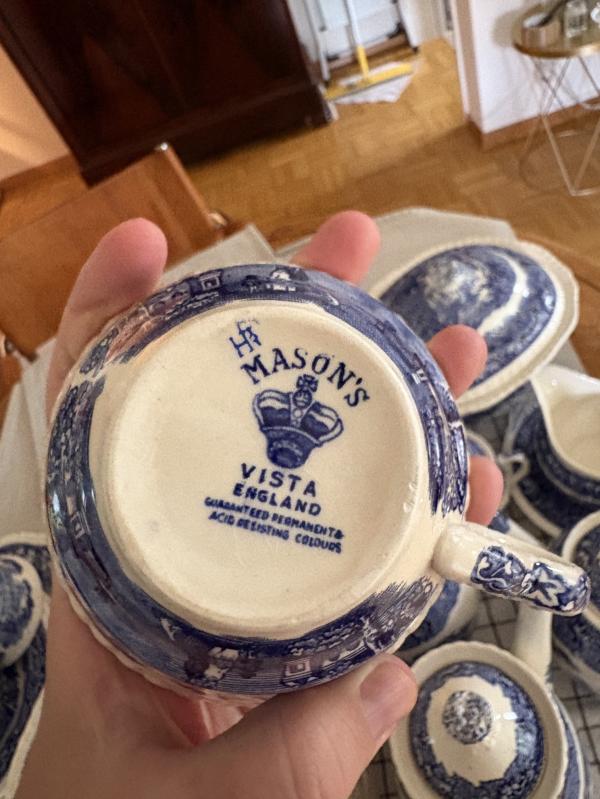 MASON'S
VISTA
ENGLAND
GUARANTEED PERMANENT &
ACID RESISTING COLOURS